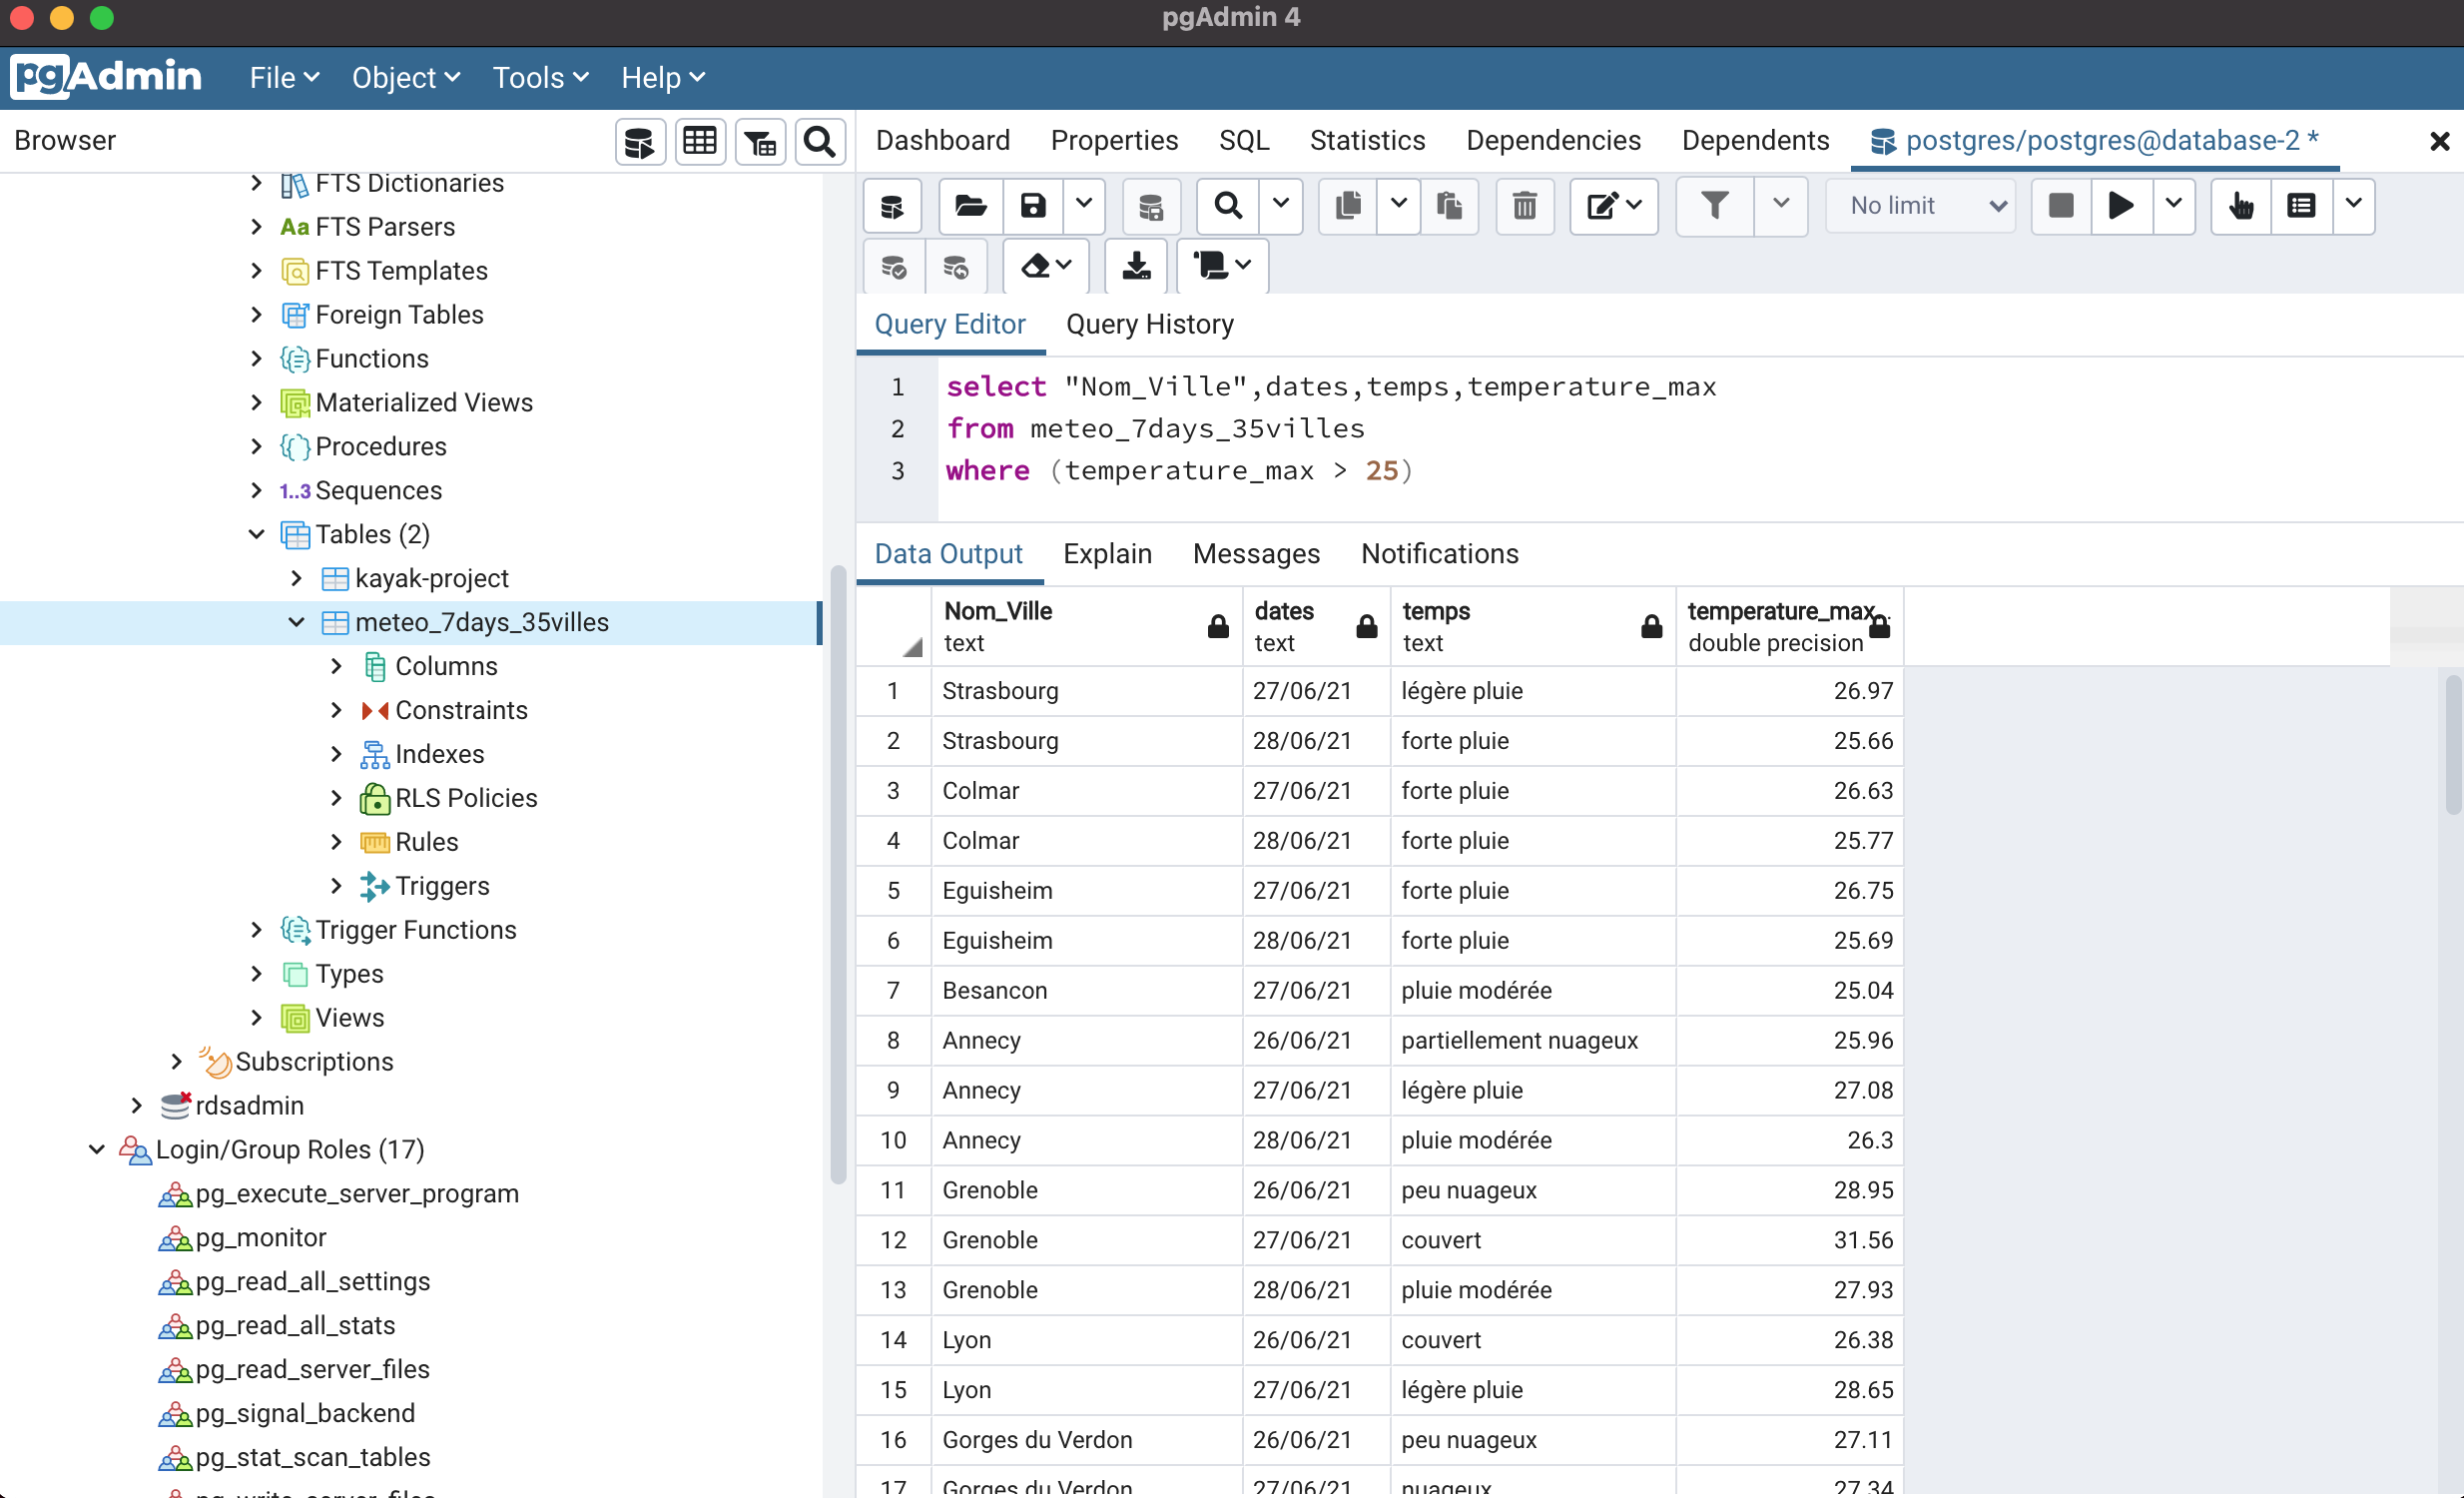 pgAdmin 4
pgAdmin File Object Tools Help
Browser
FTS Dictionaries
Aa FTS Parsers
FTS Templates
Foreign Tables
Functions
Materialized Views
Procedures
1..3 Sequences
Tables (2)
kayak-project
meteo_7days_35villes
Columns
Constraints
Indexes
RLS Policies
Rules
Triggers
Trigger Functions
Types
Views
Subscriptions
rdsadmin
Login/Group Roles (17)
pg_execute_server_program
pg_monitor
pg_read_all_settings
pg_read_all_stats
pg_read_server_files
pg_signal_backend
pg_stat_scan_tables
pg_write_server_files
Dashboard Properties SQL Statistics Dependencies Dependents postgres/postgres@database-2 *
No limit
Query Editor Query History
1 select "Nom_Ville",dates,temps,temperature_max
2 from meteo_7days_35villes
3 where (temperature_max > 25)
Data Output Explain Messages Notifications
Nom_Ville dates temps temperature_max
text text text double precision
1 Strasbourg 27/06/21 légère pluie 26.97
2 Strasbourg 28/06/21 forte pluie 25.66
3 Colmar 27/06/21 forte pluie 26.63
4 Colmar 28/06/21 forte pluie 25.77
5 Eguisheim 27/06/21 forte pluie 26.75
6 Eguisheim 28/06/21 forte pluie 25.69
7 Besancon 27/06/21 pluie modérée 25.04
8 Annecy 26/06/21 partiellement nuageux 25.96
9 Annecy 27/06/21 légère pluie 27.08
10 Annecy 28/06/21 pluie modérée 26.3
11 Grenoble 26/06/21 peu nuageux 28.95
12 Grenoble 27/06/21 couvert 31.56
13 Grenoble 28/06/21 pluie modérée 27.93
14 Lyon 26/06/21 couvert 26.38
15 Lyon 27/06/21 légère pluie 28.65
16 Gorges du Verdon 26/06/21 peu nuageux 27.11
17 Gorges du Verdon 27/06/21 nuageux 27.34